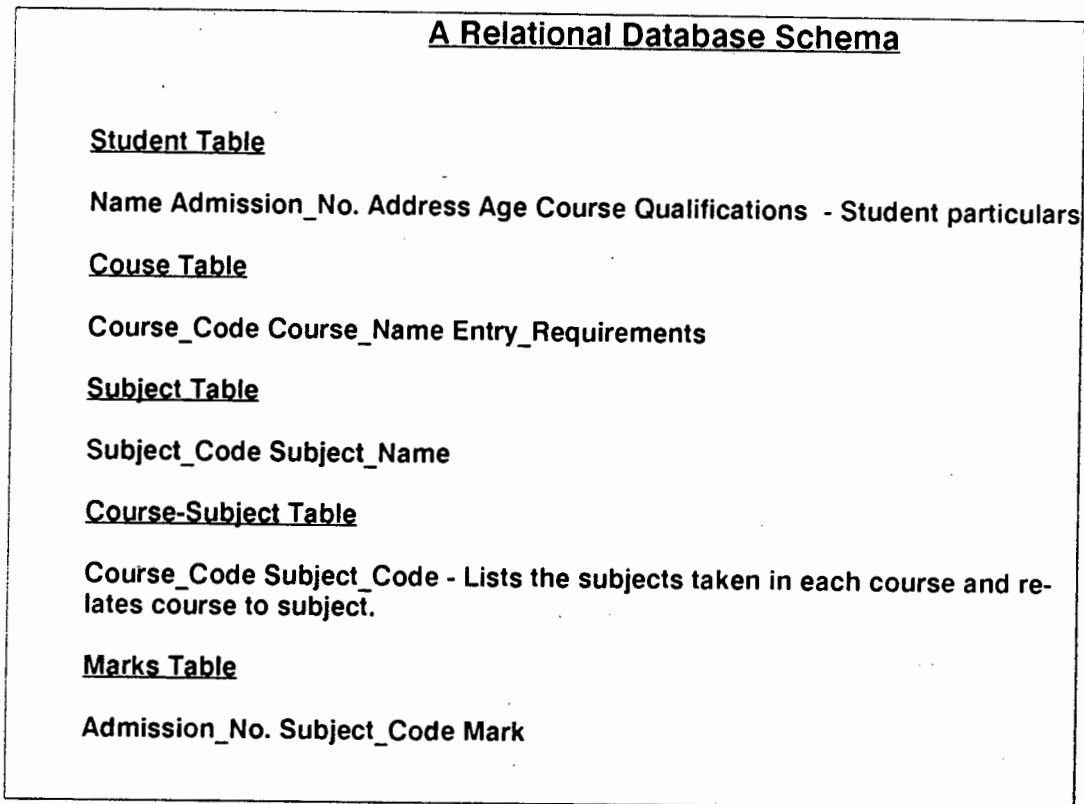 A Relational Database Schema
Student Table
Name Admission_No. Address Age Course Qualifications - Student particulars
Couse Table
Course_Code Course_Name Entry_Requirements
Subject Table
Subject_Code Subject_Name
Course-Subject Table
Course_Code Subject_Code - Lists the subjects taken in each course and re-
lates course to subject.
Marks Table
Admission_No. Subject_Code Mark